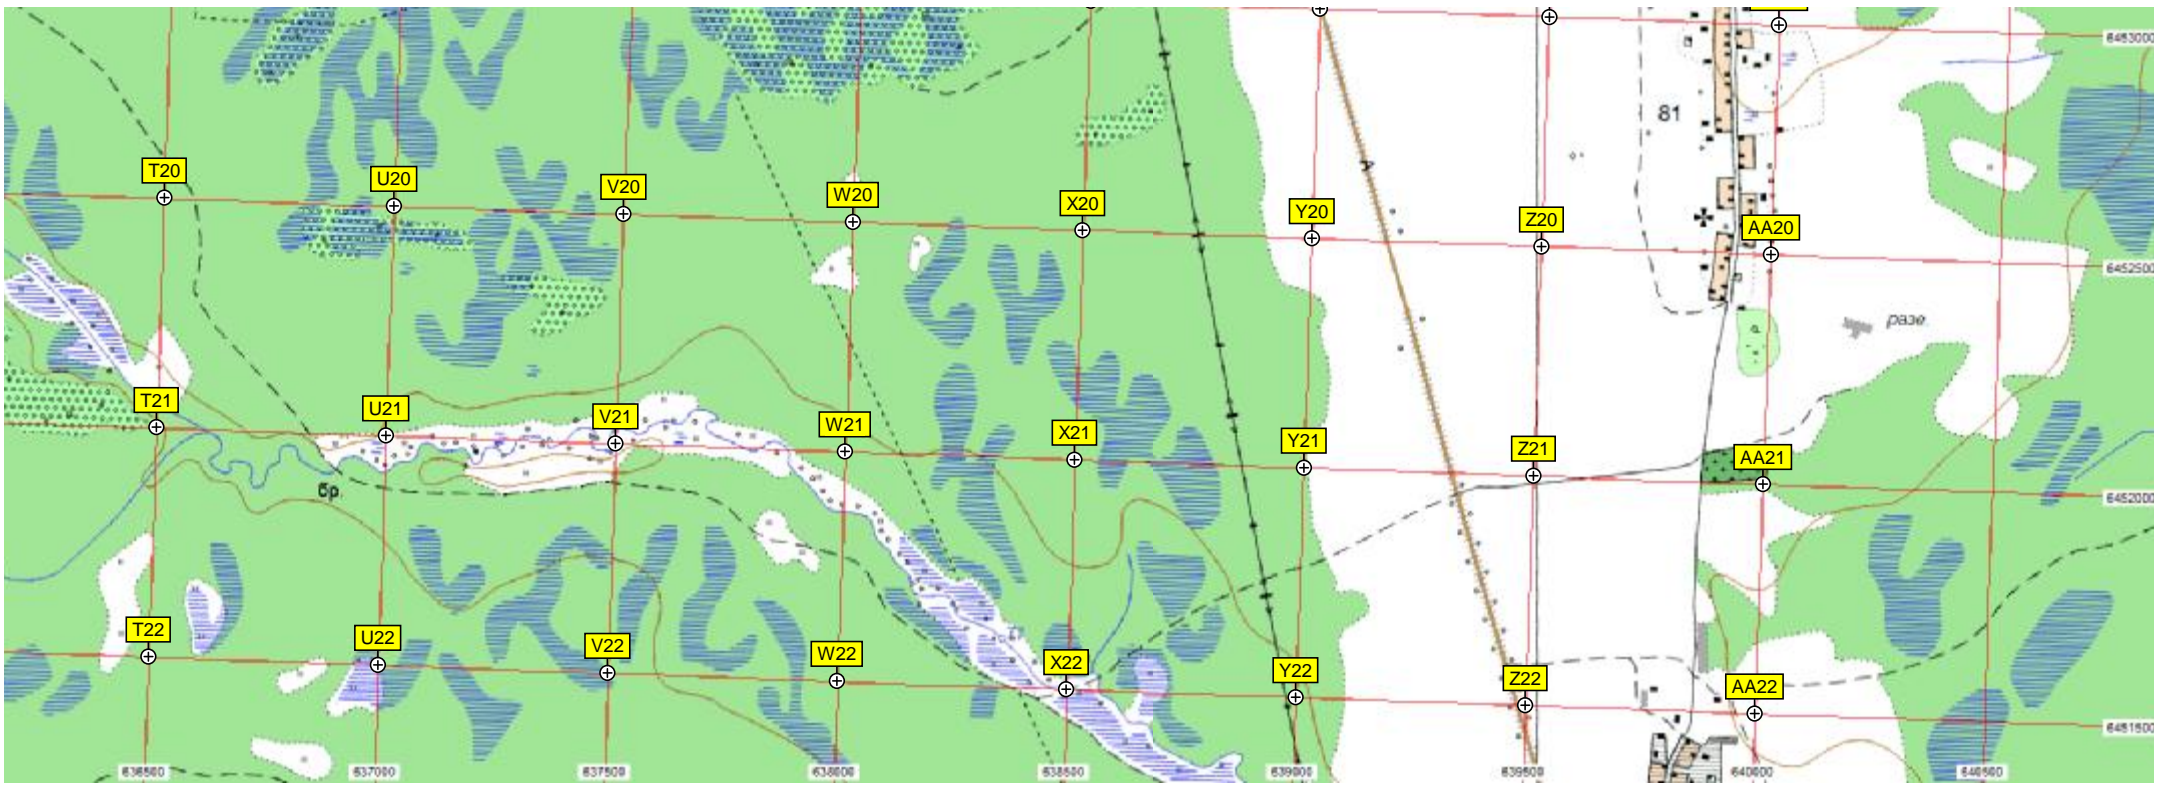 6453000
81
T20
U20
V20
W20
X20
Y20
Z20
AA20
6452500
A
разв.
T21
U21
V21
W21
X21
Y21
Z21
AA21
бр.
6452000
T22
U22
V22
W22
X22
Y22
Z22
AA22
6451500
636500
637000
637500
638000
638500
639000
639500
640000
640500